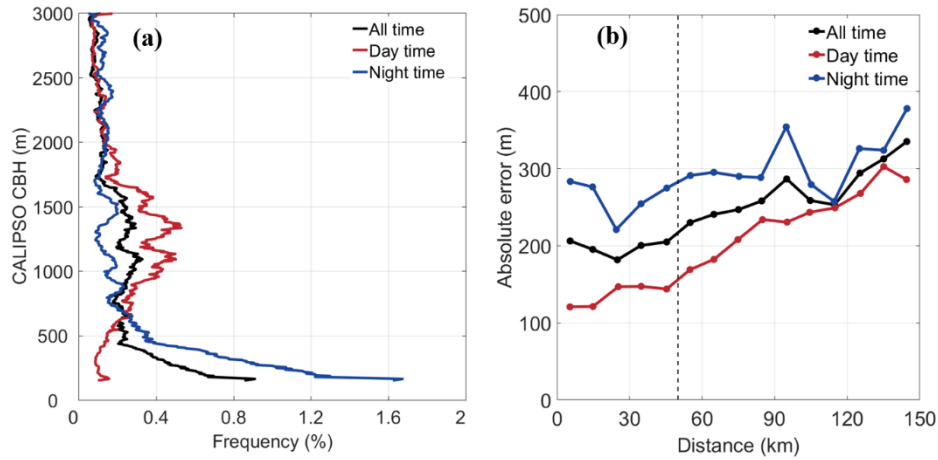 (a)
All time
Day time
Night time
3000
2500
2000
1500
1000
500
0
CALIPSO CBH (m)
0 0.4 0.8 1.2 1.6 2
Frequency (%)
(b)
All time
Day time
Night time
500
400
300
200
100
0
Absolute error (m)
0 30 60 90 120 150
Distance (km)